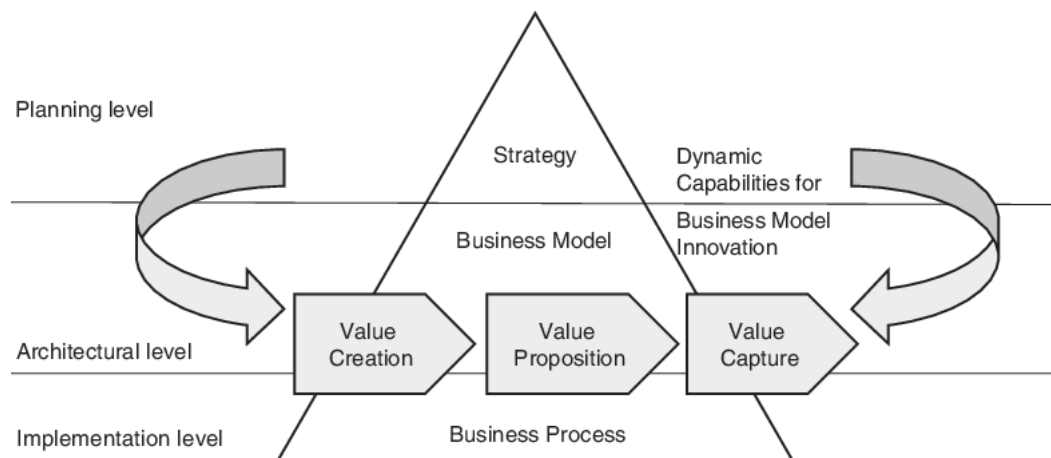 Planning level
Strategy
Dynamic
Capabilities for
Business Model
Business Model
Innovation
Value
Creation
Value
Proposition
Value
Capture
Architectural level
Implementation level
Business Process